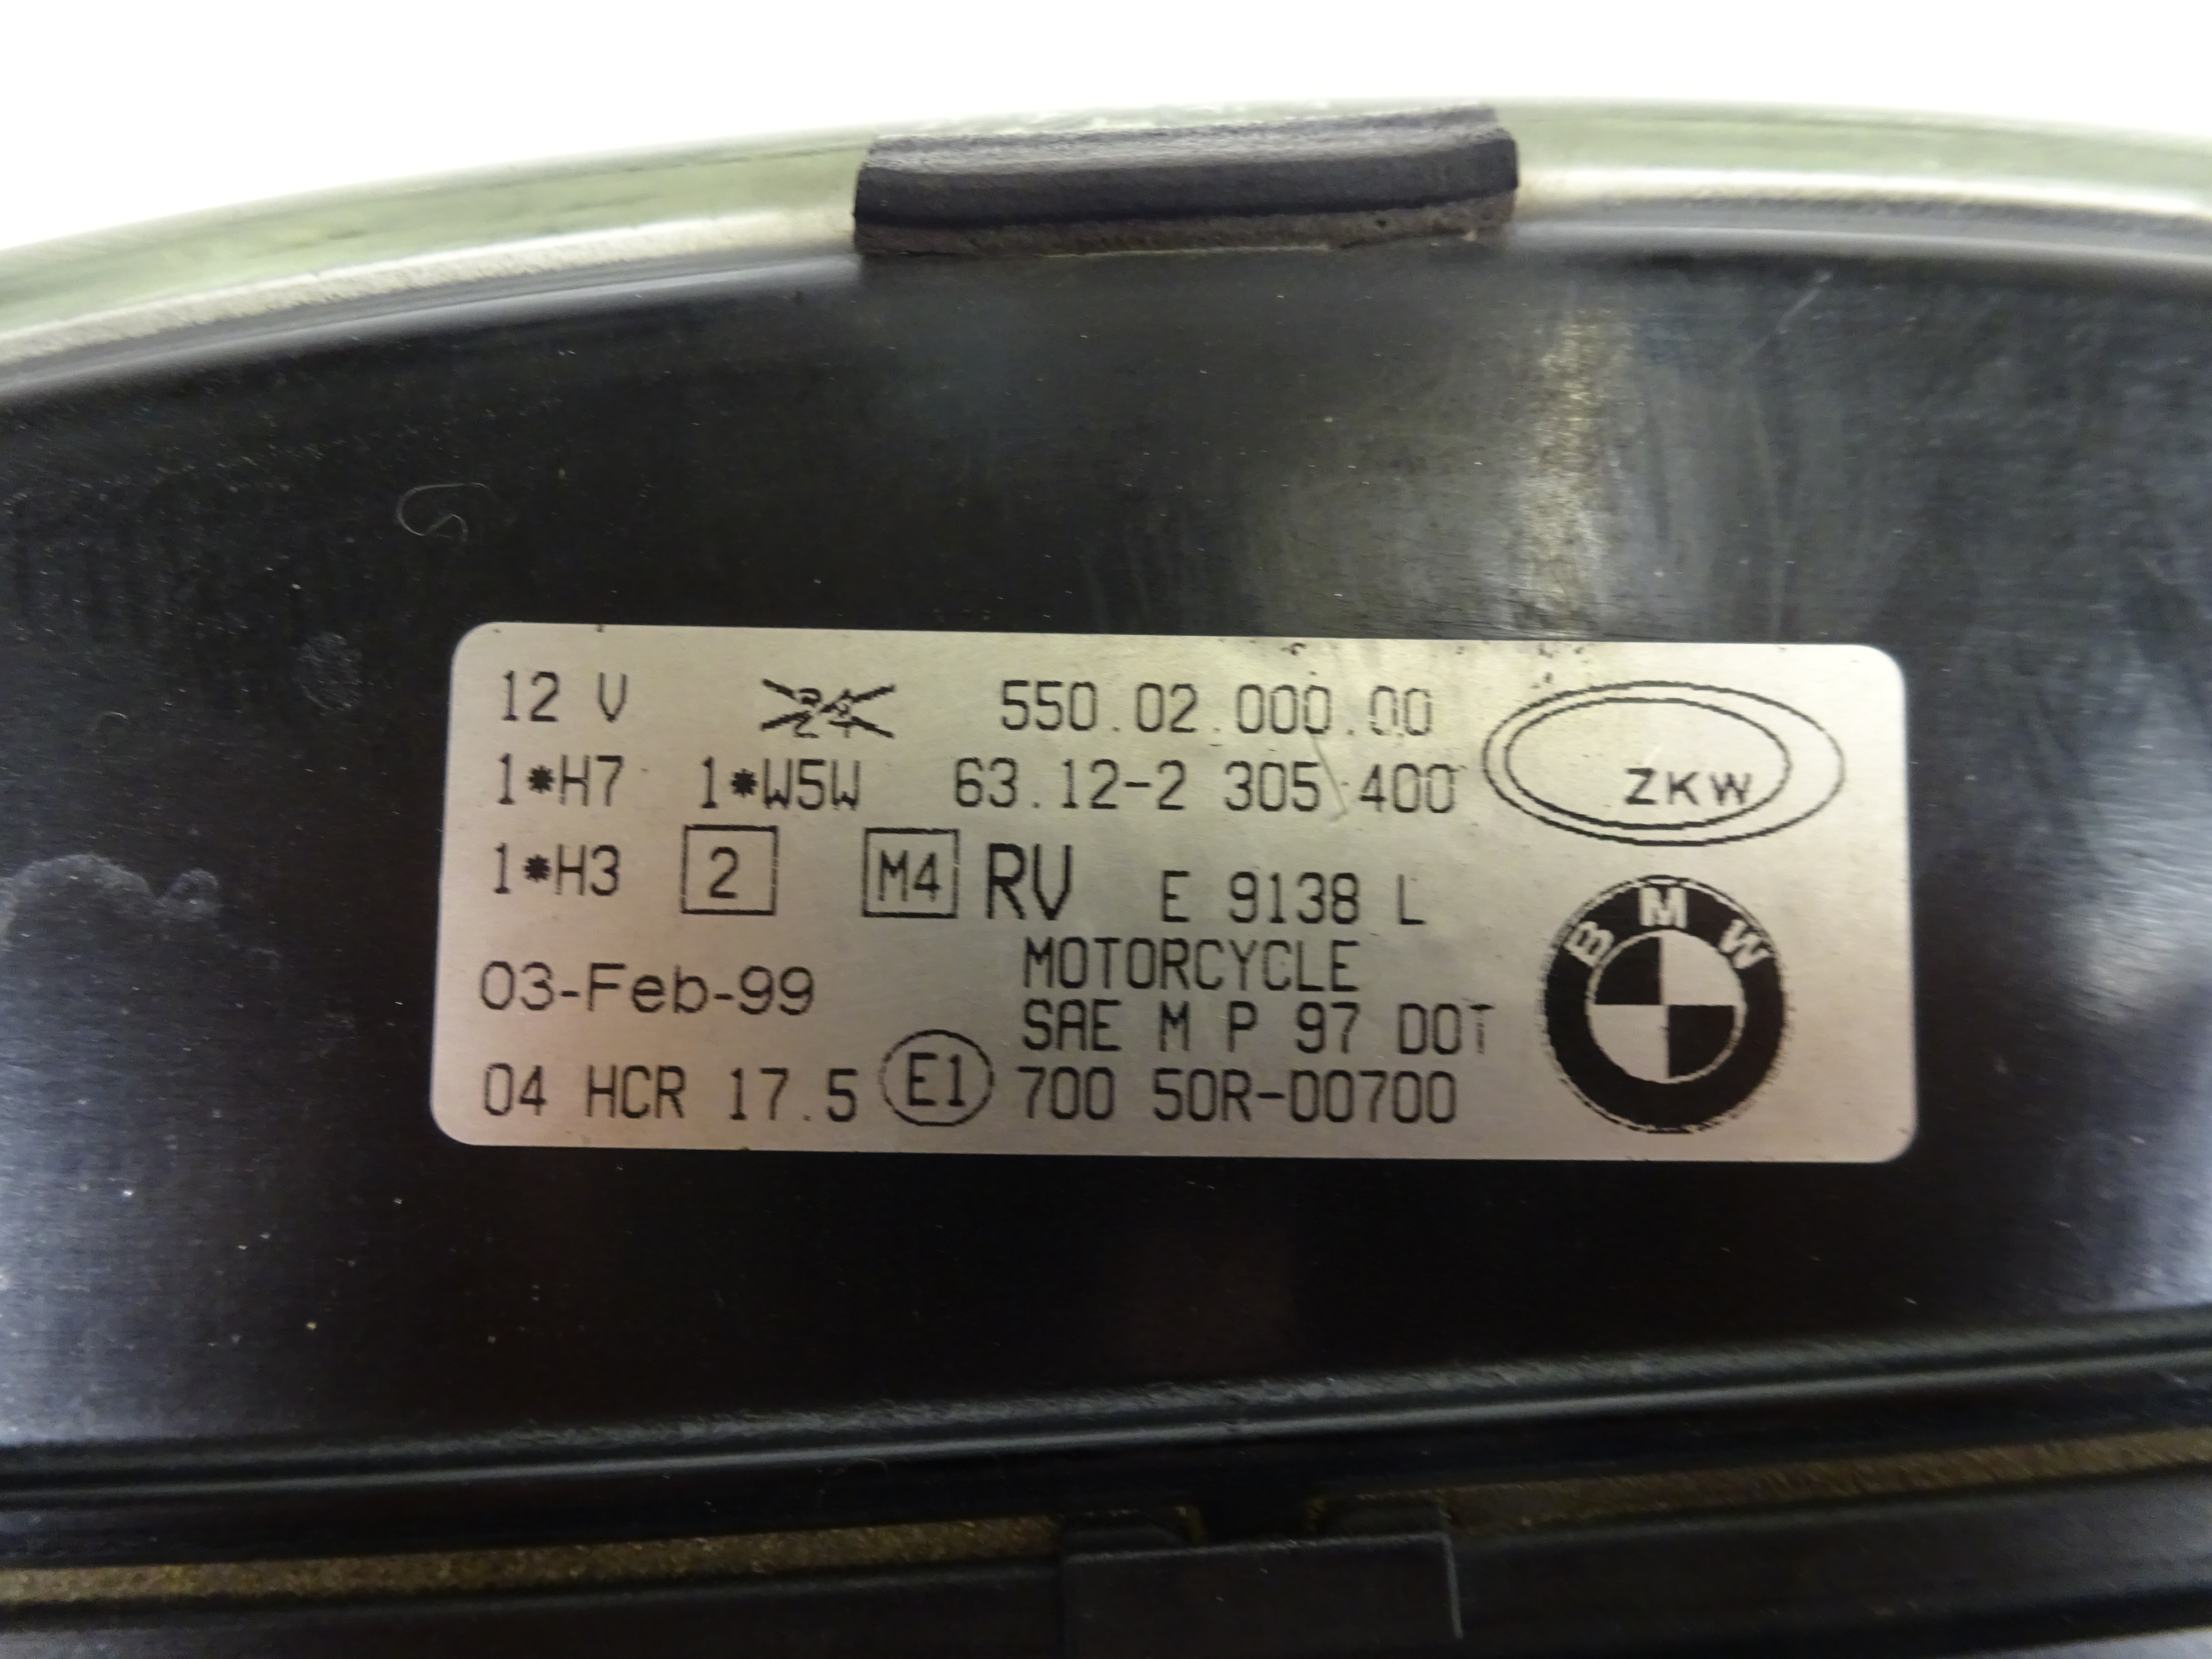 12 V 24 550.02.000.00
ZKW
1*H7 1*W5W 63.12-2 305 400
1*H3 2 M4 RV E 9138 L
BMW
03-Feb-99 MOTORCYCLE
SAE M P 97 DOT
04 HCR 17.5 E1 700 50R-00700